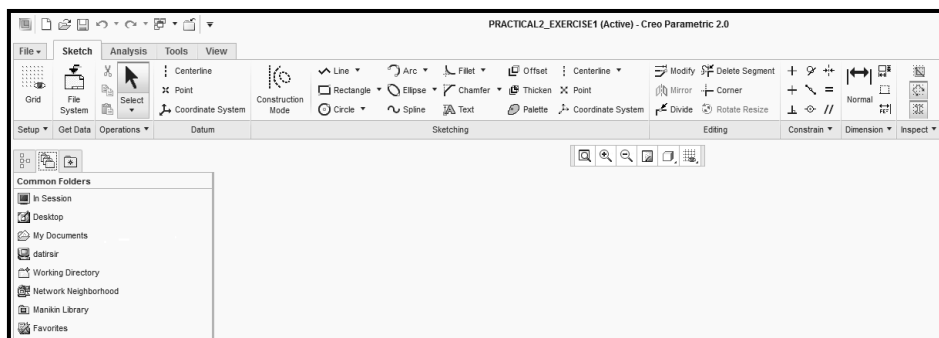 PRACTICAL2_EXERCISE1 (Active) - Creo Parametric 2.0
File Sketch Analysis Tools View
Centerline Line Arc Fillet Offset Centerline Modify Delete Segment
Point Rectangle Ellipse Chamfer Thicken Point Mirror Corner
Coordinate System Circle Spline Text Palette Coordinate System Divide Rotate Resize
Grid File System Select Construction Mode Normal
Setup Get Data Operations Datum Sketching Editing Constrain Dimension Inspect
Common Folders
In Session
Desktop
My Documents
datirsir
Working Directory
Network Neighborhood
Manikin Library
Favorites